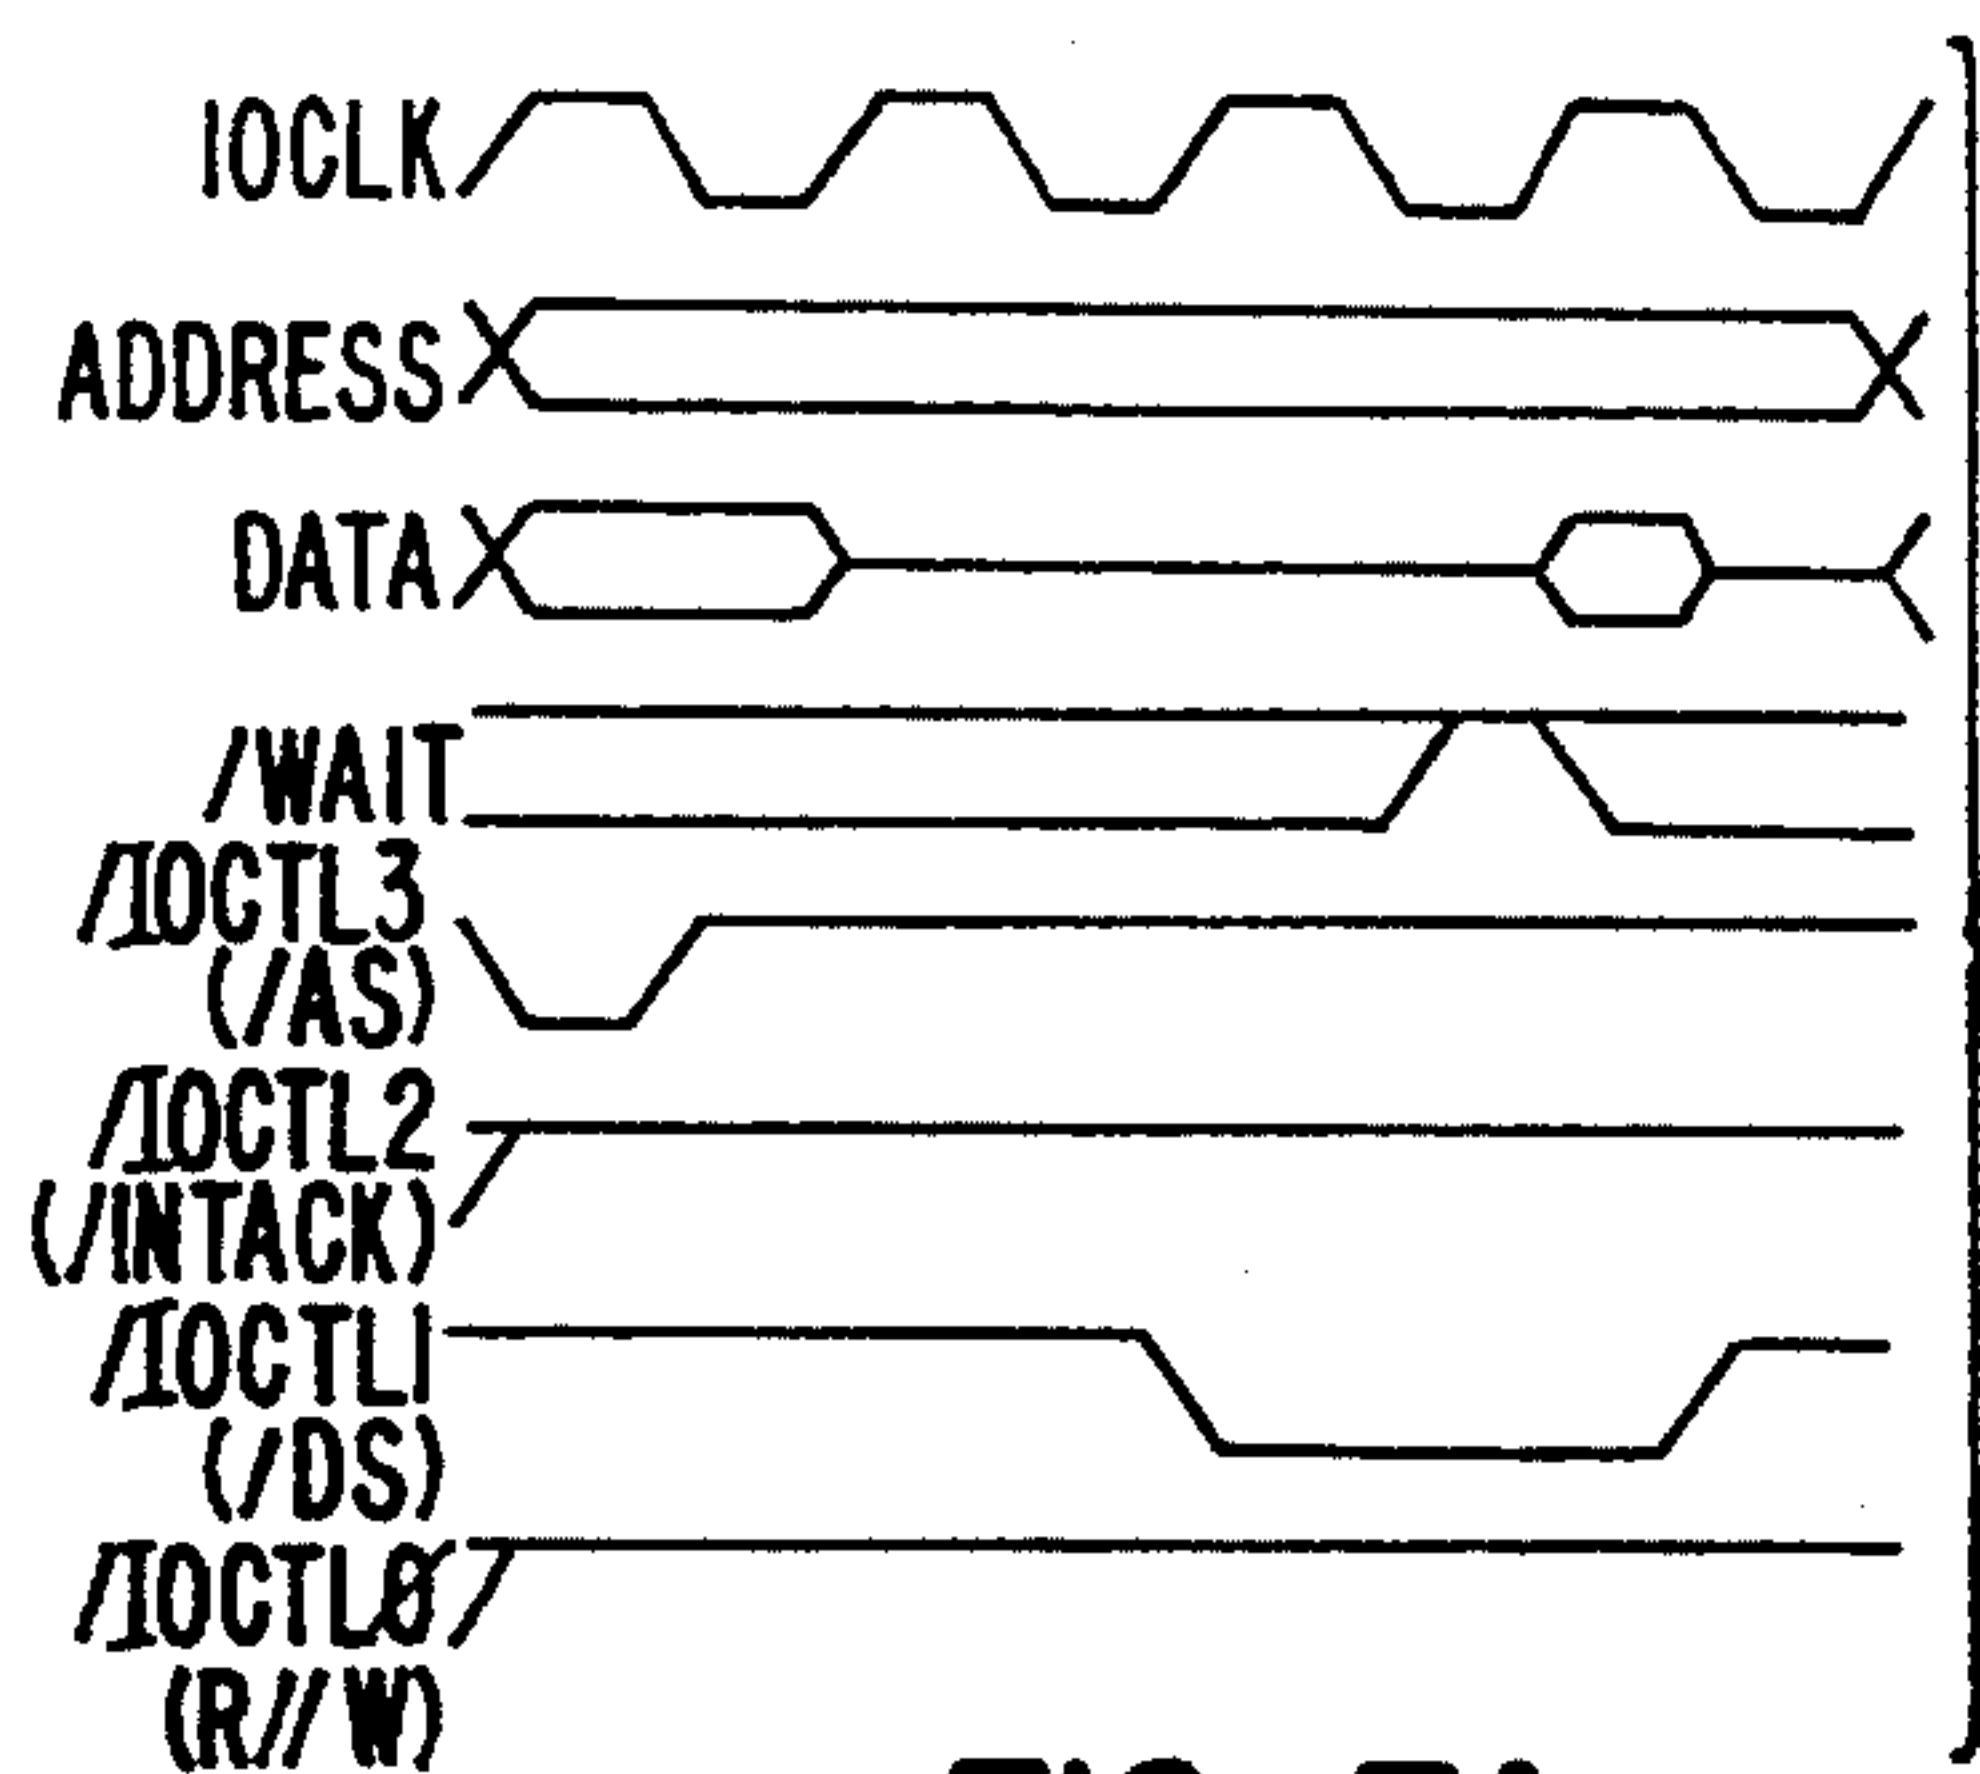 IOCLK
ADDRESS
DATA
/WAIT
/IOCTL3
(/AS)
/IOCTL2
(/INTACK)
/IOCTL1
(/DS)
/IOCTL0
(R//W)